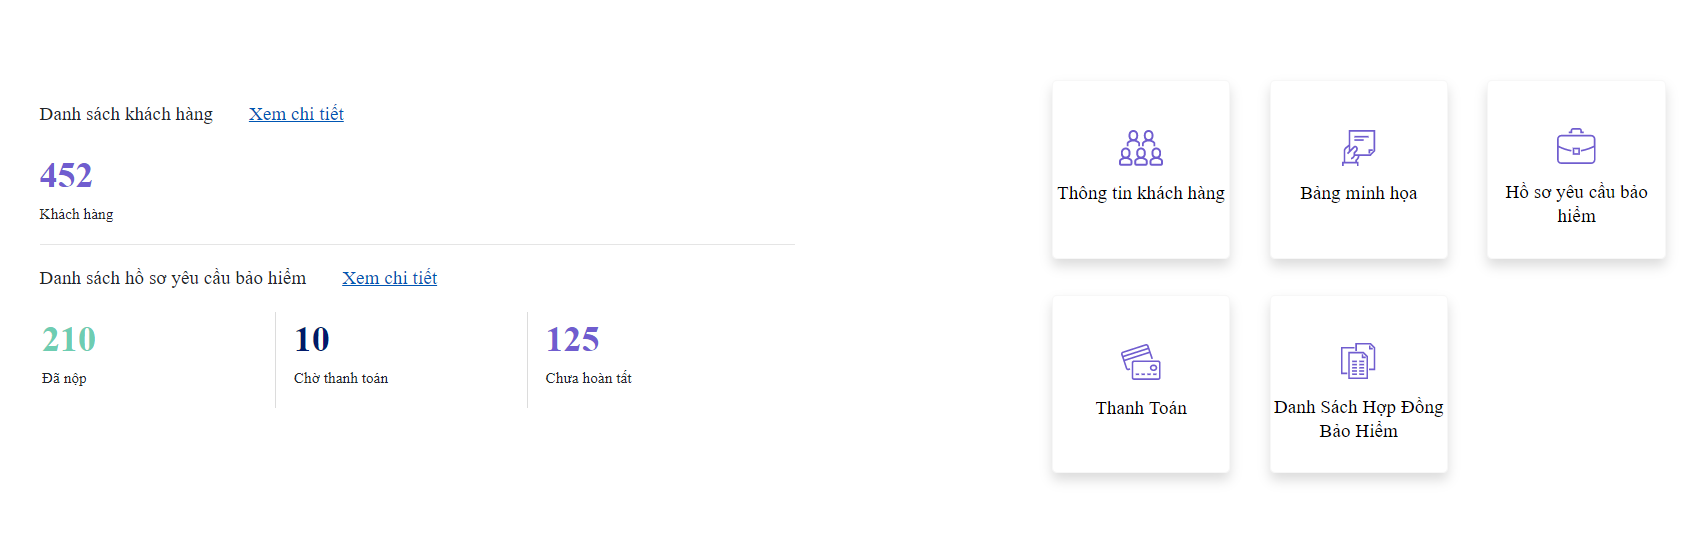 Danh sách khách hàng Xem chi tiết
452
Khách hàng
Danh sách hồ sơ yêu cầu bảo hiểm Xem chi tiết
210 10 125
Đã nộp Chờ thanh toán Chưa hoàn tất
Thông tin khách hàng
Bảng minh họa
Hồ sơ yêu cầu bảo
hiểm
Thanh Toán
Danh Sách Hợp Đồng
Bảo Hiểm